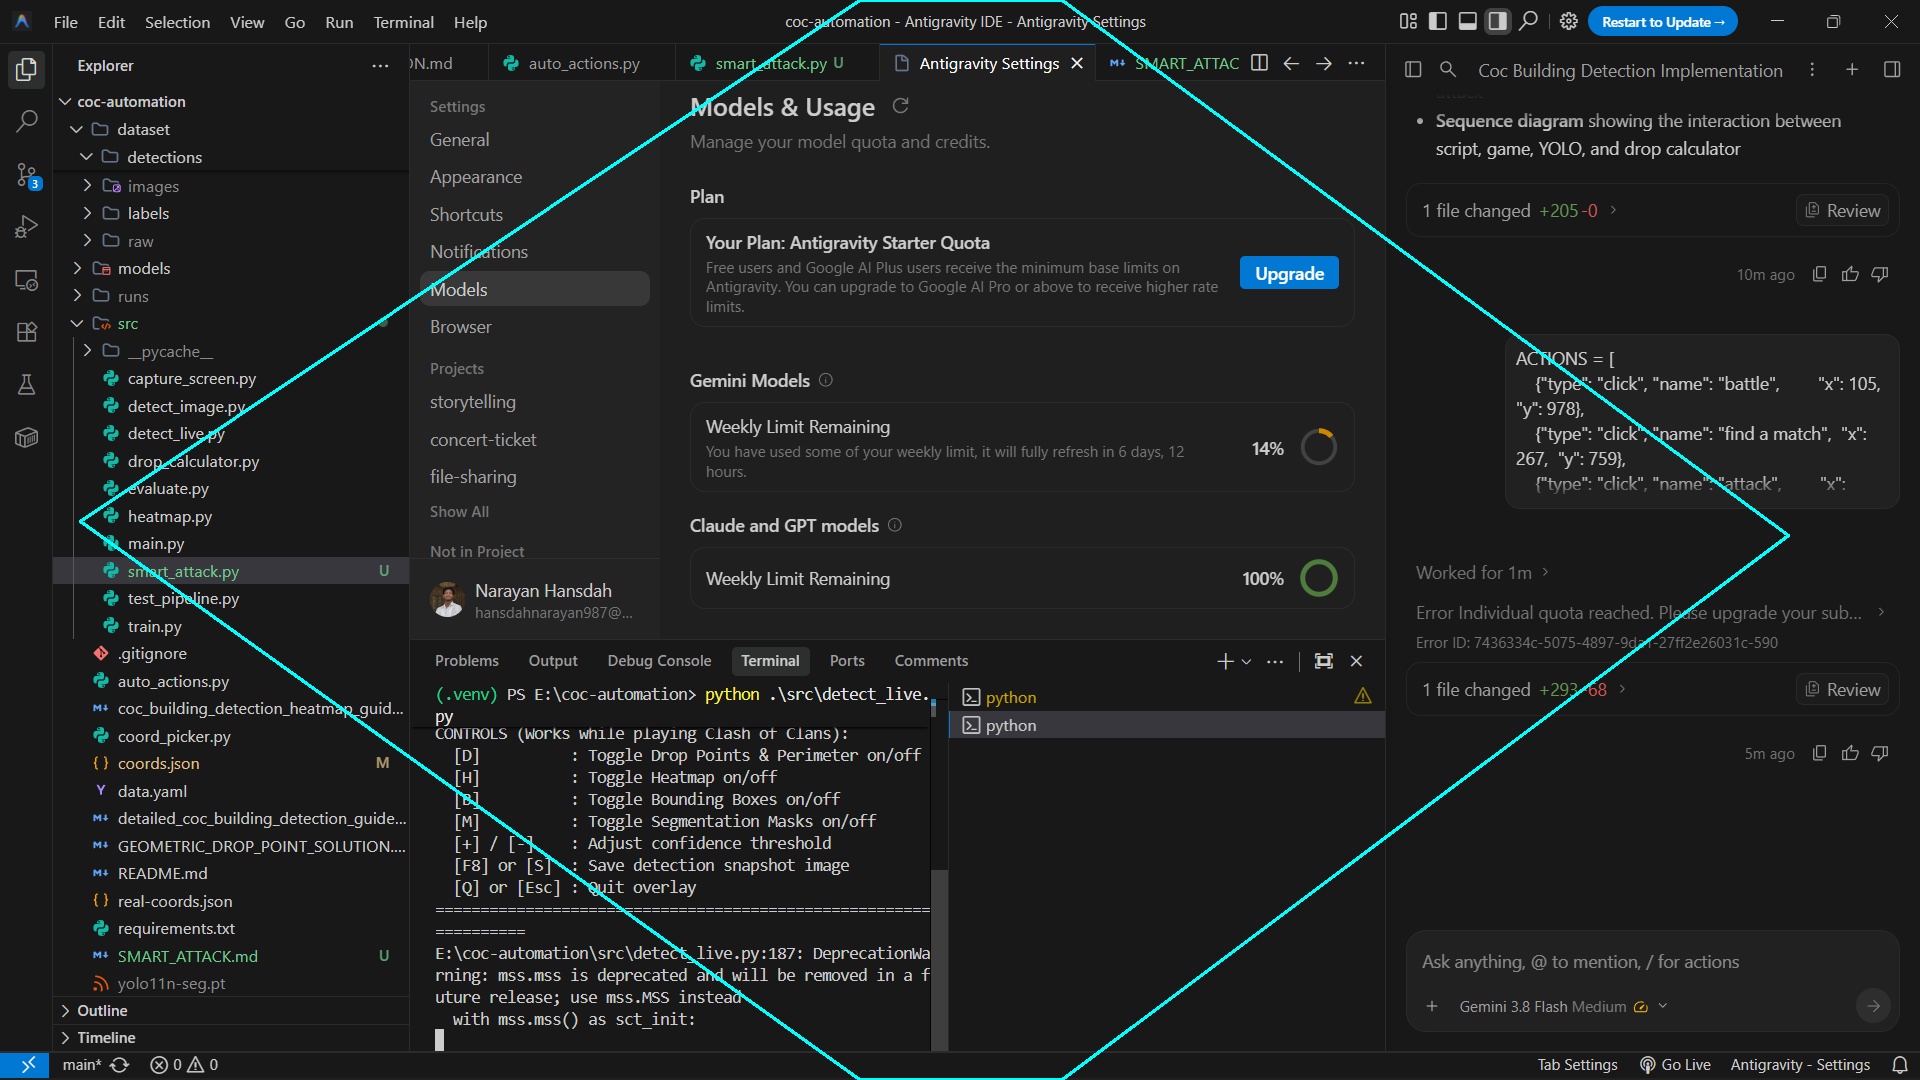 File Edit Selection View Go Run Terminal Help
coc-automation - Antigravity IDE - Antigravity Settings
Restart to Update →
Explorer
coc-automation
dataset
detections
images
labels
raw
models
runs
src
__pycache__
capture_screen.py
detect_image.py
detect_live.py
drop_calculator.py
evaluate.py
heatmap.py
main.py
smart_attack.py U
test_pipeline.py
train.py
.gitignore
auto_actions.py
coc_building_detection_heatmap_guid...
coord_picker.py
coords.json M
data.yaml
detailed_coc_building_detection_guide...
GEOMETRIC_DROP_POINT_SOLUTION....
README.md
real-coords.json
requirements.txt
SMART_ATTACK.md U
yolo11n-seg.pt
Outline
Timeline
ON.md
auto_actions.py
smart_attack.py U
Antigravity Settings
SMART_ATTAC
Settings
General
Appearance
Shortcuts
Notifications
Models
Browser
Projects
storytelling
concert-ticket
file-sharing
Show All
Not in Project
Narayan Hansdah
hansdahnarayan987@...
Models & Usage
Manage your model quota and credits.
Plan
Your Plan: Antigravity Starter Quota
Free users and Google AI Plus users receive the minimum base limits on
Antigravity. You can upgrade to Google AI Pro or above to receive higher rate
limits.
Upgrade
Gemini Models
Weekly Limit Remaining
You have used some of your weekly limit, it will fully refresh in 6 days, 12
hours.
14%
Claude and GPT models
Weekly Limit Remaining
100%
Problems Output Debug Console Terminal Ports Comments
(.venv) PS E:\coc-automation> python .\src\detect_live.
py
CONTROLS (Works while playing Clash of Clans):
[D] : Toggle Drop Points & Perimeter on/off
[H] : Toggle Heatmap on/off
[B] : Toggle Bounding Boxes on/off
[M] : Toggle Segmentation Masks on/off
[+] / [-] : Adjust confidence threshold
[F8] or [S] : Save detection snapshot image
[Q] or [Esc] : Quit overlay
=======================================================
==========
E:\coc-automation\src\detect_live.py:187: DeprecationWa
rning: mss.mss is deprecated and will be removed in a f
uture release; use mss.MSS instead
with mss.mss() as sct_init:
python
python
Coc Building Detection Implementation
• Sequence diagram showing the interaction between
script, game, YOLO, and drop calculator
1 file changed +205 -0
Review
10m ago
ACTIONS = [
{"type": "click", "name": "battle", "x": 105,
"y": 978},
{"type": "click", "name": "find a match", "x":
267, "y": 759},
{"type": "click", "name": "attack", "x":
Worked for 1m
Error Individual quota reached. Please upgrade your sub...
1 file changed +293 -68
Review
5m ago
Ask anything, @ to mention, / for actions
Gemini 3.8 Flash Medium
3
main*
0 0
Tab Settings
Go Live
Antigravity - Settings